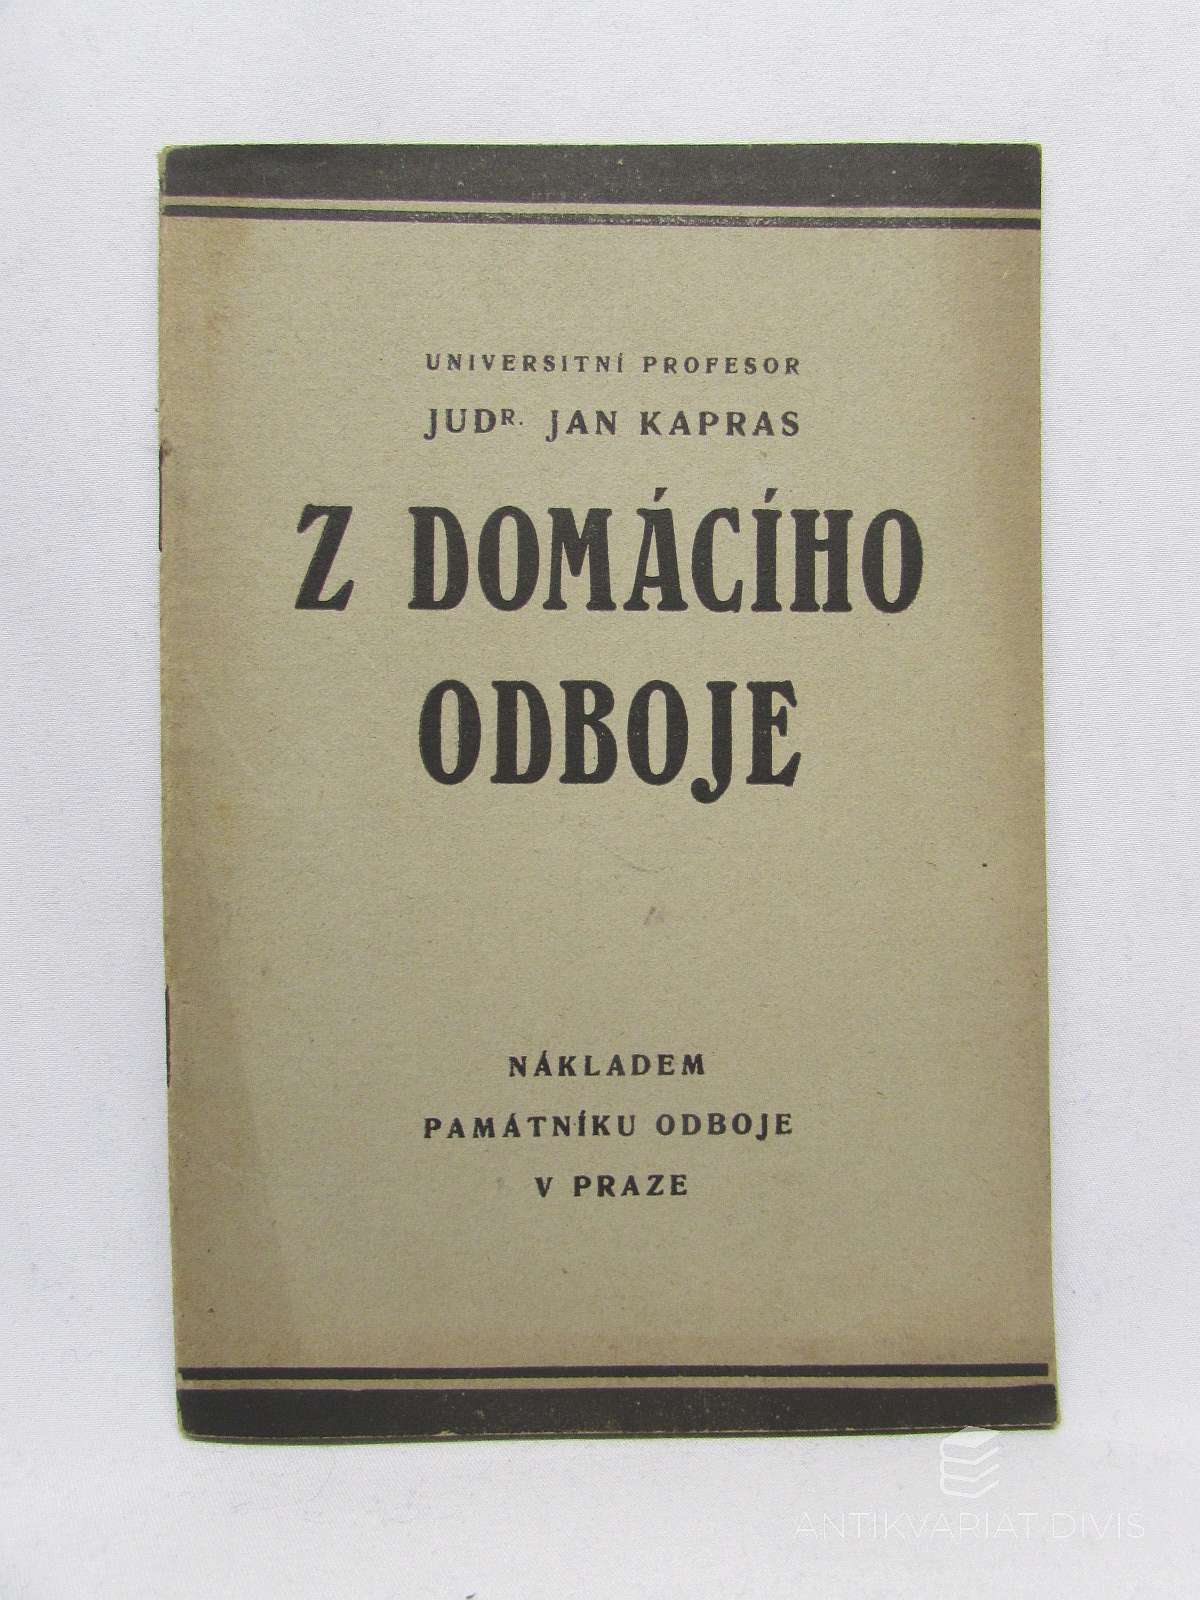 UNIVERSITNÍ PROFESOR
JUDR. JAN KAPRAS
Z DOMÁCÍHO
ODBOJE
NÁKLADEM
PAMÁTNÍKU ODBOJE
V PRAZE
ANTIKVARIAT DIVIS